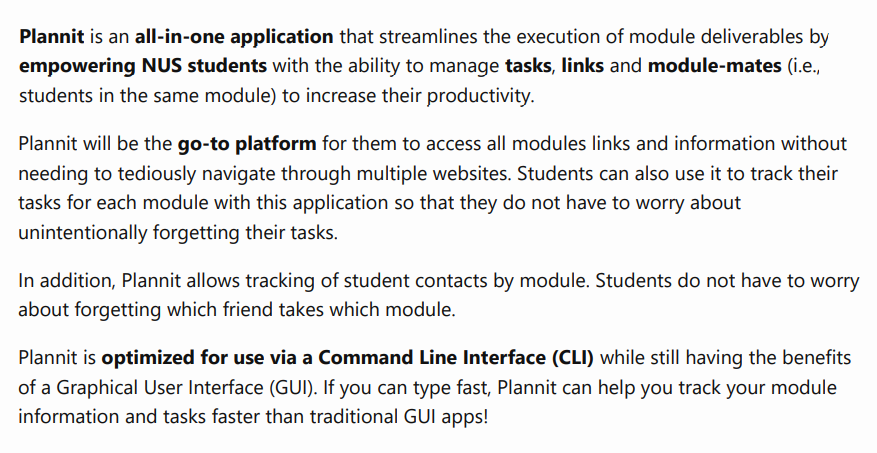 Plannit is an all-in-one application that streamlines the execution of module deliverables by
empowering NUS students with the ability to manage tasks, links and module-mates (i.e.,
students in the same module) to increase their productivity.
Plannit will be the go-to platform for them to access all modules links and information without
needing to tediously navigate through multiple websites. Students can also use it to track their
tasks for each module with this application so that they do not have to worry about
unintentionally forgetting their tasks.
In addition, Plannit allows tracking of student contacts by module. Students do not have to worry
about forgetting which friend takes which module.
Plannit is optimized for use via a Command Line Interface (CLI) while still having the benefits
of a Graphical User Interface (GUI). If you can type fast, Plannit can help you track your module
information and tasks faster than traditional GUI apps!